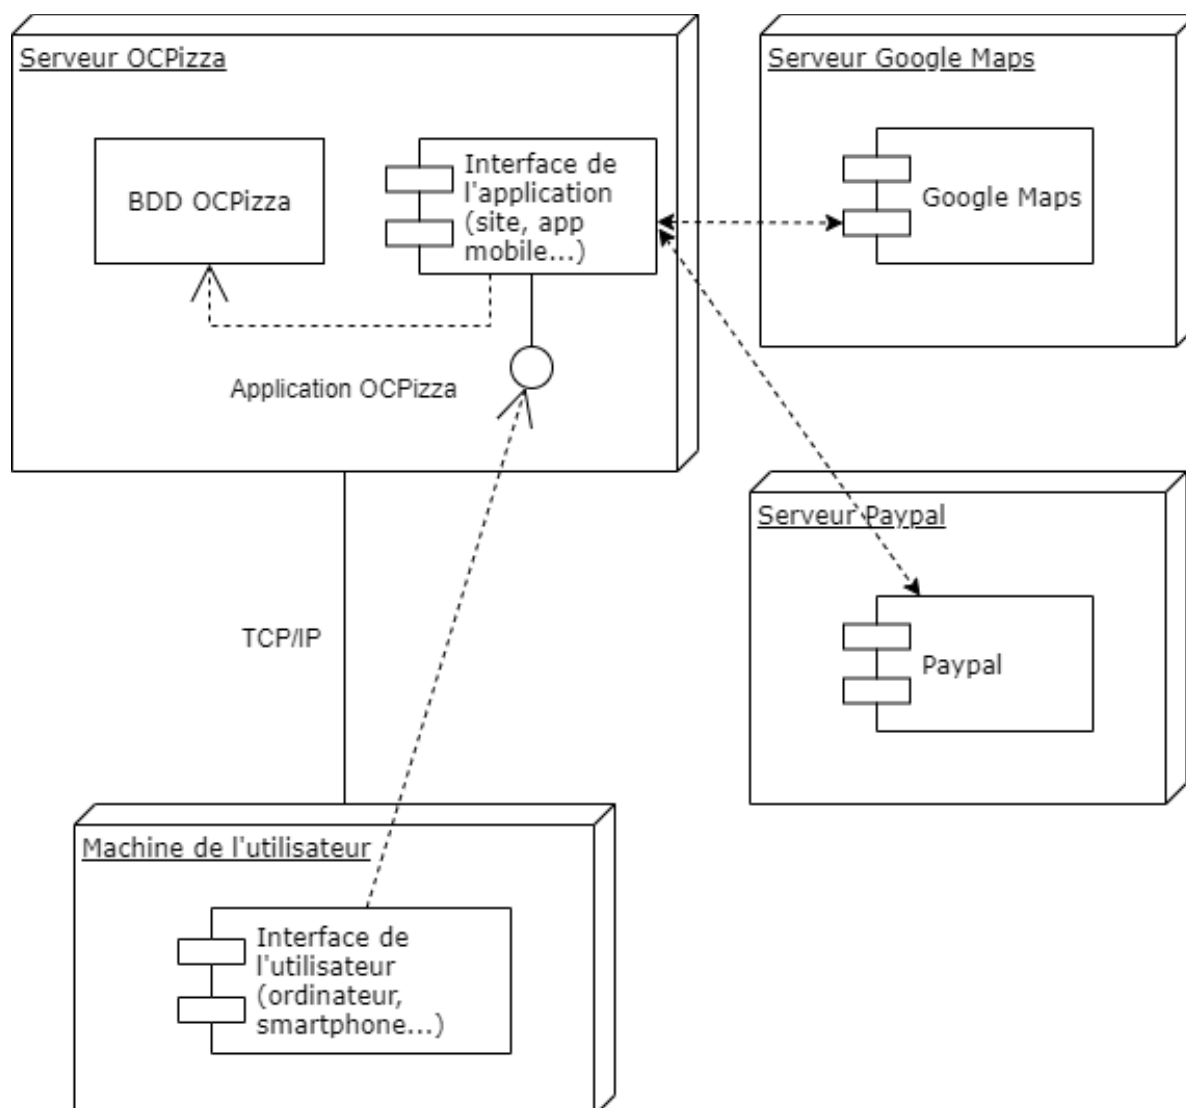 Serveur OCPizza
BDD OCPizza
Interface de
l'application
(site, app
mobile...)
Application OCPizza
Serveur Google Maps
Google Maps
Serveur Paypal
Paypal
TCP/IP
Machine de l'utilisateur
Interface de
l'utilisateur
(ordinateur,
smartphone...)